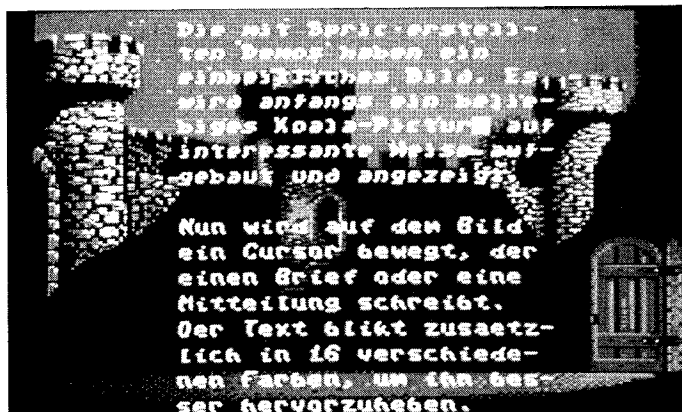 Die mit Spric erstell-
ten Demos haben ein
einheitliches Bild. Es
wird anfangs ein belie-
biges Koala-Picture auf
interessante Weise auf-
gebaut und angezeigt.
Nun wird auf dem Bild
ein Cursor bewegt, der
einen Brief oder eine
Mitteilung schreibt.
Der Text blikt zusaetz-
lich in 16 verschiede-
nen Farben, um ihn bes-
ser hervorzuheben.